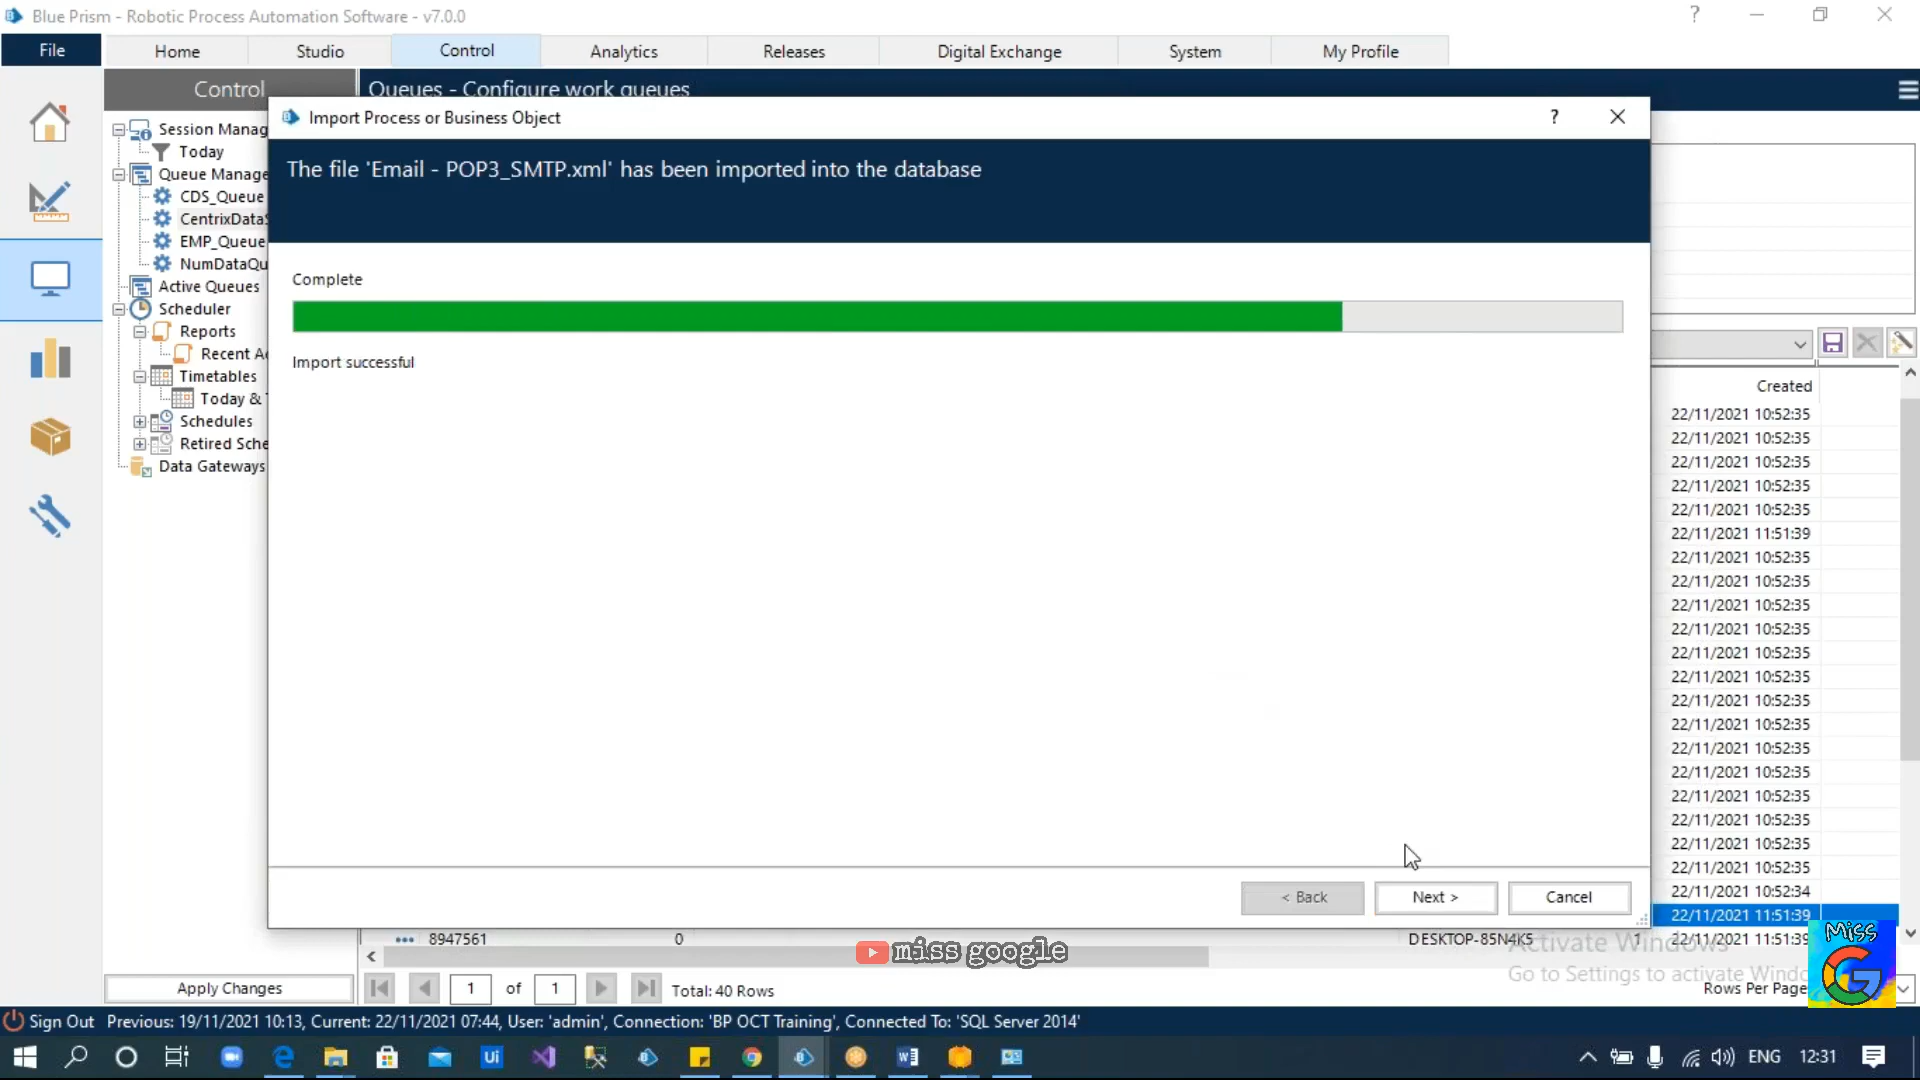 Blue Prism - Robotic Process Automation Software - v7.0.0
?
File
Home
Studio
Control
Analytics
Releases
Digital Exchange
System
My Profile
Control
Queues - Configure work queues
Session Manag
Today
Queue Manage
CDS_Queue
CentrixDataS
EMP_Queue
NumDataQu
Active Queues
Scheduler
Reports
Recent Ac
Timetables
Today & T
Schedules
Retired Sche
Data Gateways
Import Process or Business Object
?
The file 'Email - POP3_SMTP.xml' has been imported into the database
Complete
Import successful
< Back
Next >
Cancel
Created
22/11/2021 10:52:35
22/11/2021 10:52:35
22/11/2021 10:52:35
22/11/2021 10:52:35
22/11/2021 10:52:35
22/11/2021 11:51:39
22/11/2021 10:52:35
22/11/2021 10:52:35
22/11/2021 10:52:35
22/11/2021 10:52:35
22/11/2021 10:52:35
22/11/2021 10:52:35
22/11/2021 10:52:35
22/11/2021 10:52:35
22/11/2021 10:52:35
22/11/2021 10:52:35
22/11/2021 10:52:35
22/11/2021 10:52:35
22/11/2021 10:52:35
22/11/2021 10:52:35
22/11/2021 10:52:34
22/11/2021 11:51:39
8947561
0
DESKTOP-85N4K5
1
22/11/2021 11:51:39
miss google
Miss
G
Activate Windows
Go to Settings to activate Windo
Apply Changes
1 of 1
Total: 40 Rows
Rows Per Page
Sign Out
Previous: 19/11/2021 10:13, Current: 22/11/2021 07:44, User: 'admin', Connection: 'BP OCT Training', Connected To: 'SQL Server 2014'
Ui
ENG
12:31